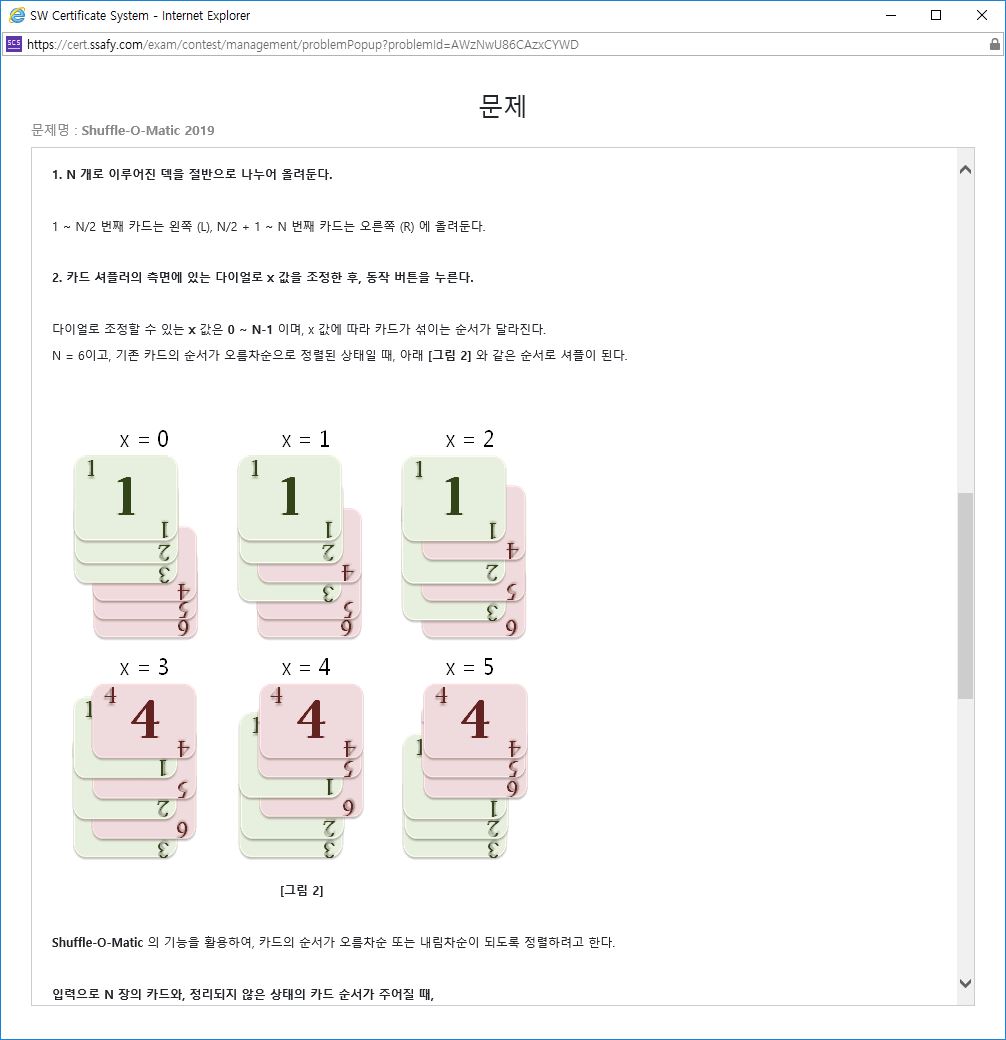 SW Certificate System - Internet Explorer
SCS https://cert.ssafy.com/exam/contest/management/problemPopup?problemId=AWzNwU86CAzxCYWD
문제
문제명 : Shuffle-O-Matic 2019
1. N 개로 이루어진 덱을 절반으로 나누어 올려둔다.
1 ~ N/2 번째 카드는 왼쪽 (L), N/2 + 1 ~ N 번째 카드는 오른쪽 (R) 에 올려둔다.
2. 카드 셔플러의 측면에 있는 다이얼로 x 값을 조정한 후, 동작 버튼을 누른다.
다이얼로 조정할 수 있는 x 값은 0 ~ N-1 이며, x 값에 따라 카드가 섞이는 순서가 달라진다.
N = 6이고, 기존 카드의 순서가 오름차순으로 정렬된 상태일 때, 아래 [그림 2] 와 같은 순서로 셔플이 된다.
x = 0 x = 1 x = 2
1 1 1
1 1 1
1 1 1
2 2 4
3 4 2
4 3 5
5 5 3
6 6 6
x = 3 x = 4 x = 5
1 4 1 4 1 4
4 4 4
4 4 4
1 5 5
5 1 6
2 6 1
6 2 2
3 3 3
[그림 2]
Shuffle-O-Matic 의 기능을 활용하여, 카드의 순서가 오름차순 또는 내림차순이 되도록 정렬하려고 한다.
입력으로 N 장의 카드와, 정리되지 않은 상태의 카드 순서가 주어질 때,